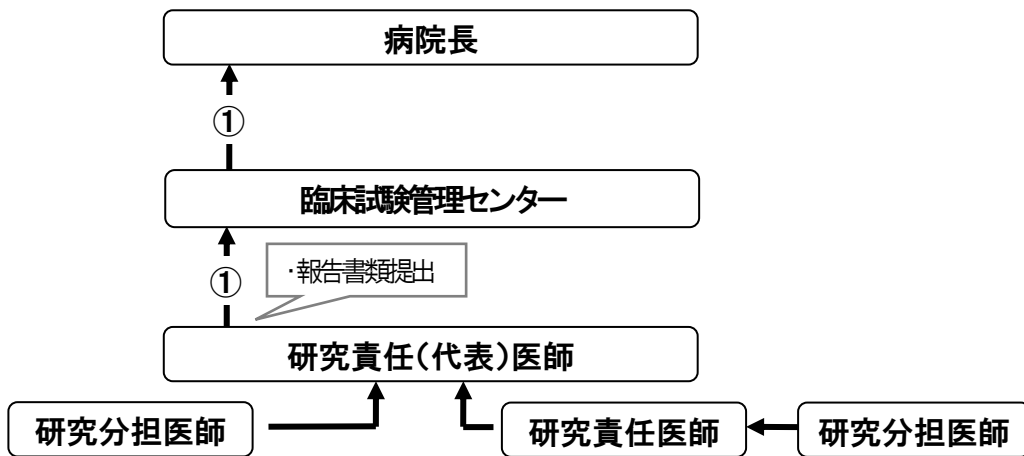 病院長
①
臨床試験管理センター
・報告書類提出
①
研究責任(代表)医師
研究分担医師
研究責任医師
研究分担医師